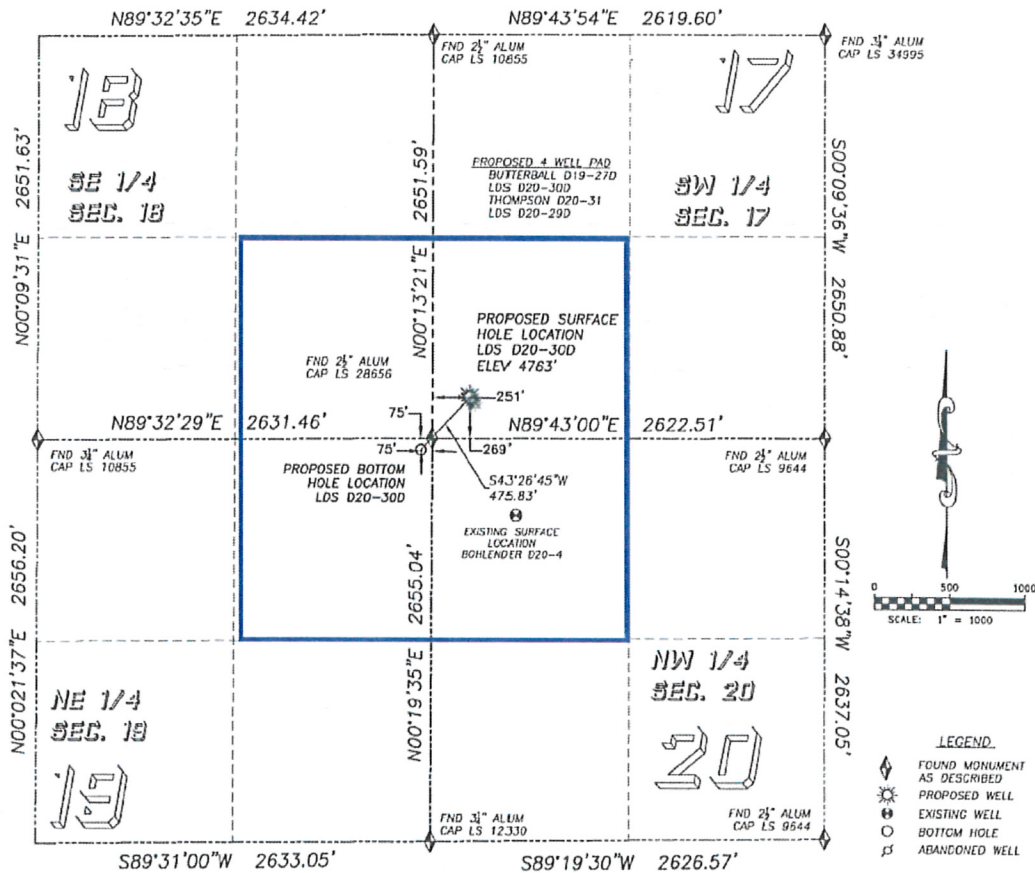 N89°32'35"E 2634.42'
N89°43'54"E 2619.60'
FND 2½" ALUM
CAP LS 10855
FND 3¼" ALUM
CAP LS 34995
18
17
N00°09'31"E 2651.63'
2651.59'
N00°13'21"E
S00°09'36"W 2650.88'
SE 1/4
SEC. 18
PROPOSED 4 WELL PAD
BUTTERBALL D19-27D
LDS D20-30D
THOMPSON D20-31
LDS D20-29D
SW 1/4
SEC. 17
PROPOSED SURFACE
HOLE LOCATION
LDS D20-30D
ELEV 4763'
FND 2½" ALUM
CAP LS 28656
251'
75'
N89°32'29"E 2631.46'
N89°43'00"E 2622.51'
FND 3¼" ALUM
CAP LS 10855
75'
269'
FND 2½" ALUM
CAP LS 9644
PROPOSED BOTTOM
HOLE LOCATION
LDS D20-30D
S43°26'45"W
475.83'
EXISTING SURFACE
LOCATION
BOHLENDER D20-4
N00°021'37"E 2656.20'
2655.04'
N00°19'35"E
S00°14'38"W 2637.05'
0 500 1000
SCALE: 1" = 1000
NE 1/4
SEC. 19
NW 1/4
SEC. 20
19
20
LEGEND
FOUND MONUMENT
AS DESCRIBED
PROPOSED WELL
EXISTING WELL
BOTTOM HOLE
ABANDONED WELL
FND 3¼" ALUM
CAP LS 12330
FND 2½" ALUM
CAP LS 9644
S89°31'00"W 2633.05'
S89°19'30"W 2626.57'